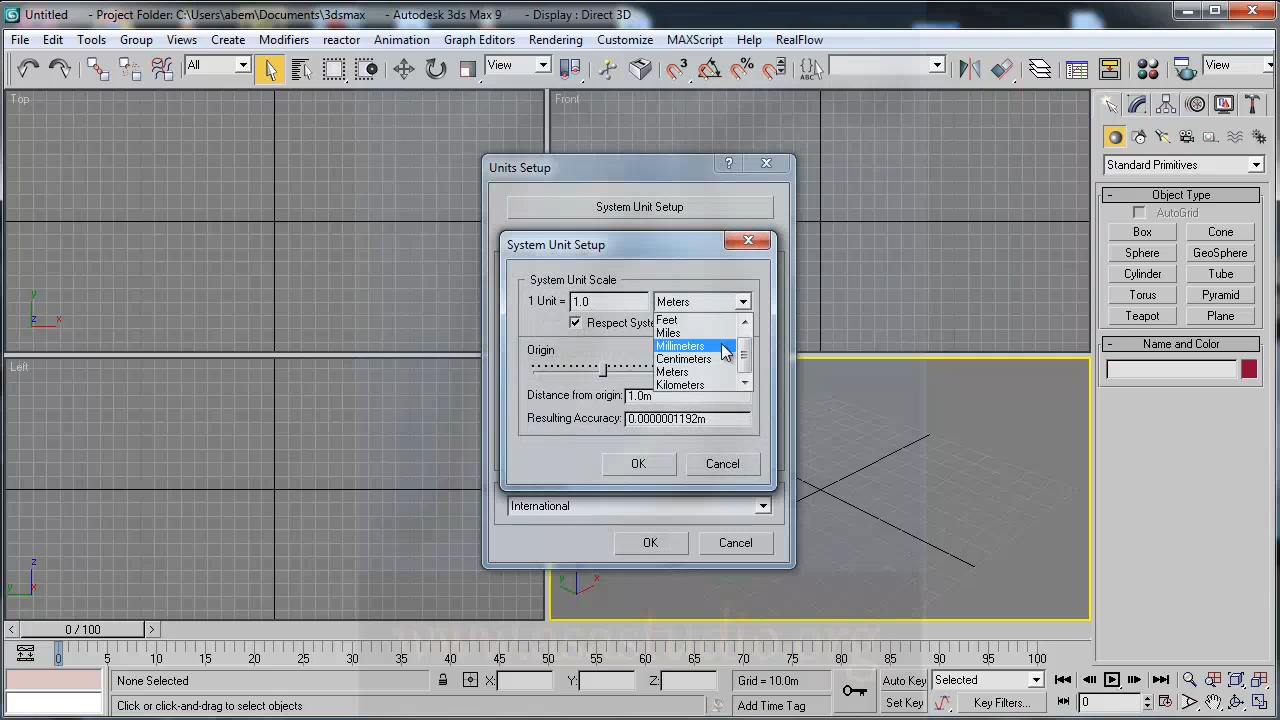 Untitled - Project Folder: C:\Users\abem\Documents\3dsmax - Autodesk 3ds Max 9 - Display : Direct 3D
File Edit Tools Group Views Create Modifiers reactor Animation Graph Editors Rendering Customize MAXScript Help RealFlow
All View 3 % ABC View
Top Front
Standard Primitives
Units Setup ?
- Object Type
System Unit Setup
AutoGrid
Box Cone
System Unit Setup
Sphere GeoSphere
System Unit Scale
Cylinder Tube
1 Unit = 1.0 Meters
Torus Pyramid
Respect Syste
Feet
Teapot Plane
Miles
Millimeters
- Name and Color
Origin
Centimeters
Left
Meters
Kilometers
Distance from origin: 1.0m
Resulting Accuracy: 0.0000001192m
OK Cancel
International
OK Cancel
y z x
z y x
y z x
< 0 / 100 >
0 5 10 15 20 25 30 35 40 45 50 55 60 65 70 75 80 85 90 95 100
None Selected X: Y: Z: Grid = 10.0m Auto Key Selected
Click or click-and-drag to select objects Add Time Tag Set Key Key Filters... 0